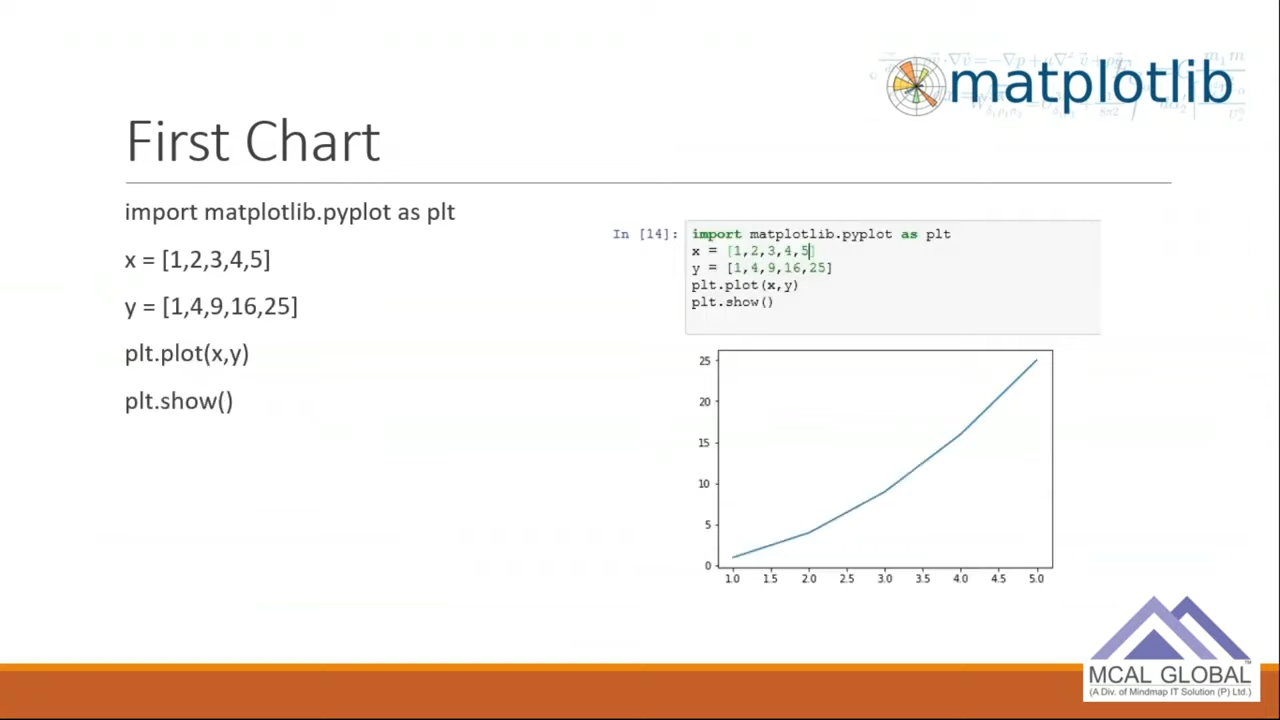 matplotlib
First Chart
import matplotlib.pyplot as plt
x = [1,2,3,4,5]
y = [1,4,9,16,25]
plt.plot(x,y)
plt.show()
In [14]:
import matplotlib.pyplot as plt
x = [1,2,3,4,5]
y = [1,4,9,16,25]
plt.plot(x,y)
plt.show()
25
20
15
10
5
0
1.0 1.5 2.0 2.5 3.0 3.5 4.0 4.5 5.0
MCAL GLOBAL™
(A Div. of Mindmap IT Solution (P) Ltd.)